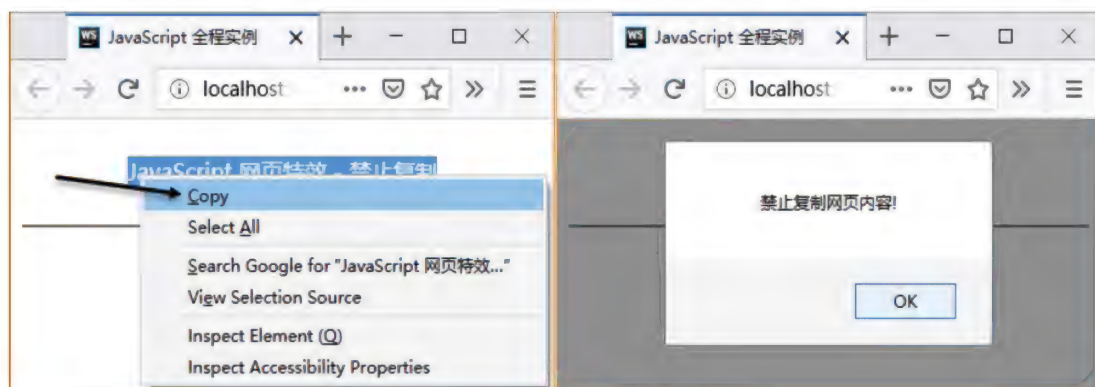 WS JavaScript 全程实例
localhost
JavaScript 网页特效 - 禁止复制
Copy
Select All
Search Google for "JavaScript 网页特效..."
View Selection Source
Inspect Element (Q)
Inspect Accessibility Properties
WS JavaScript 全程实例
localhost
禁止复制网页内容!
OK